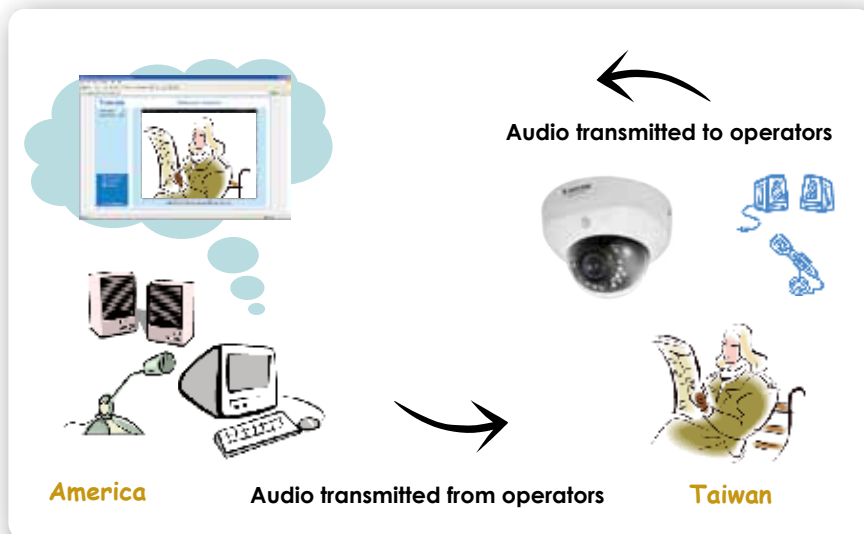 Audio transmitted to operators
America
Audio transmitted from operators
Taiwan